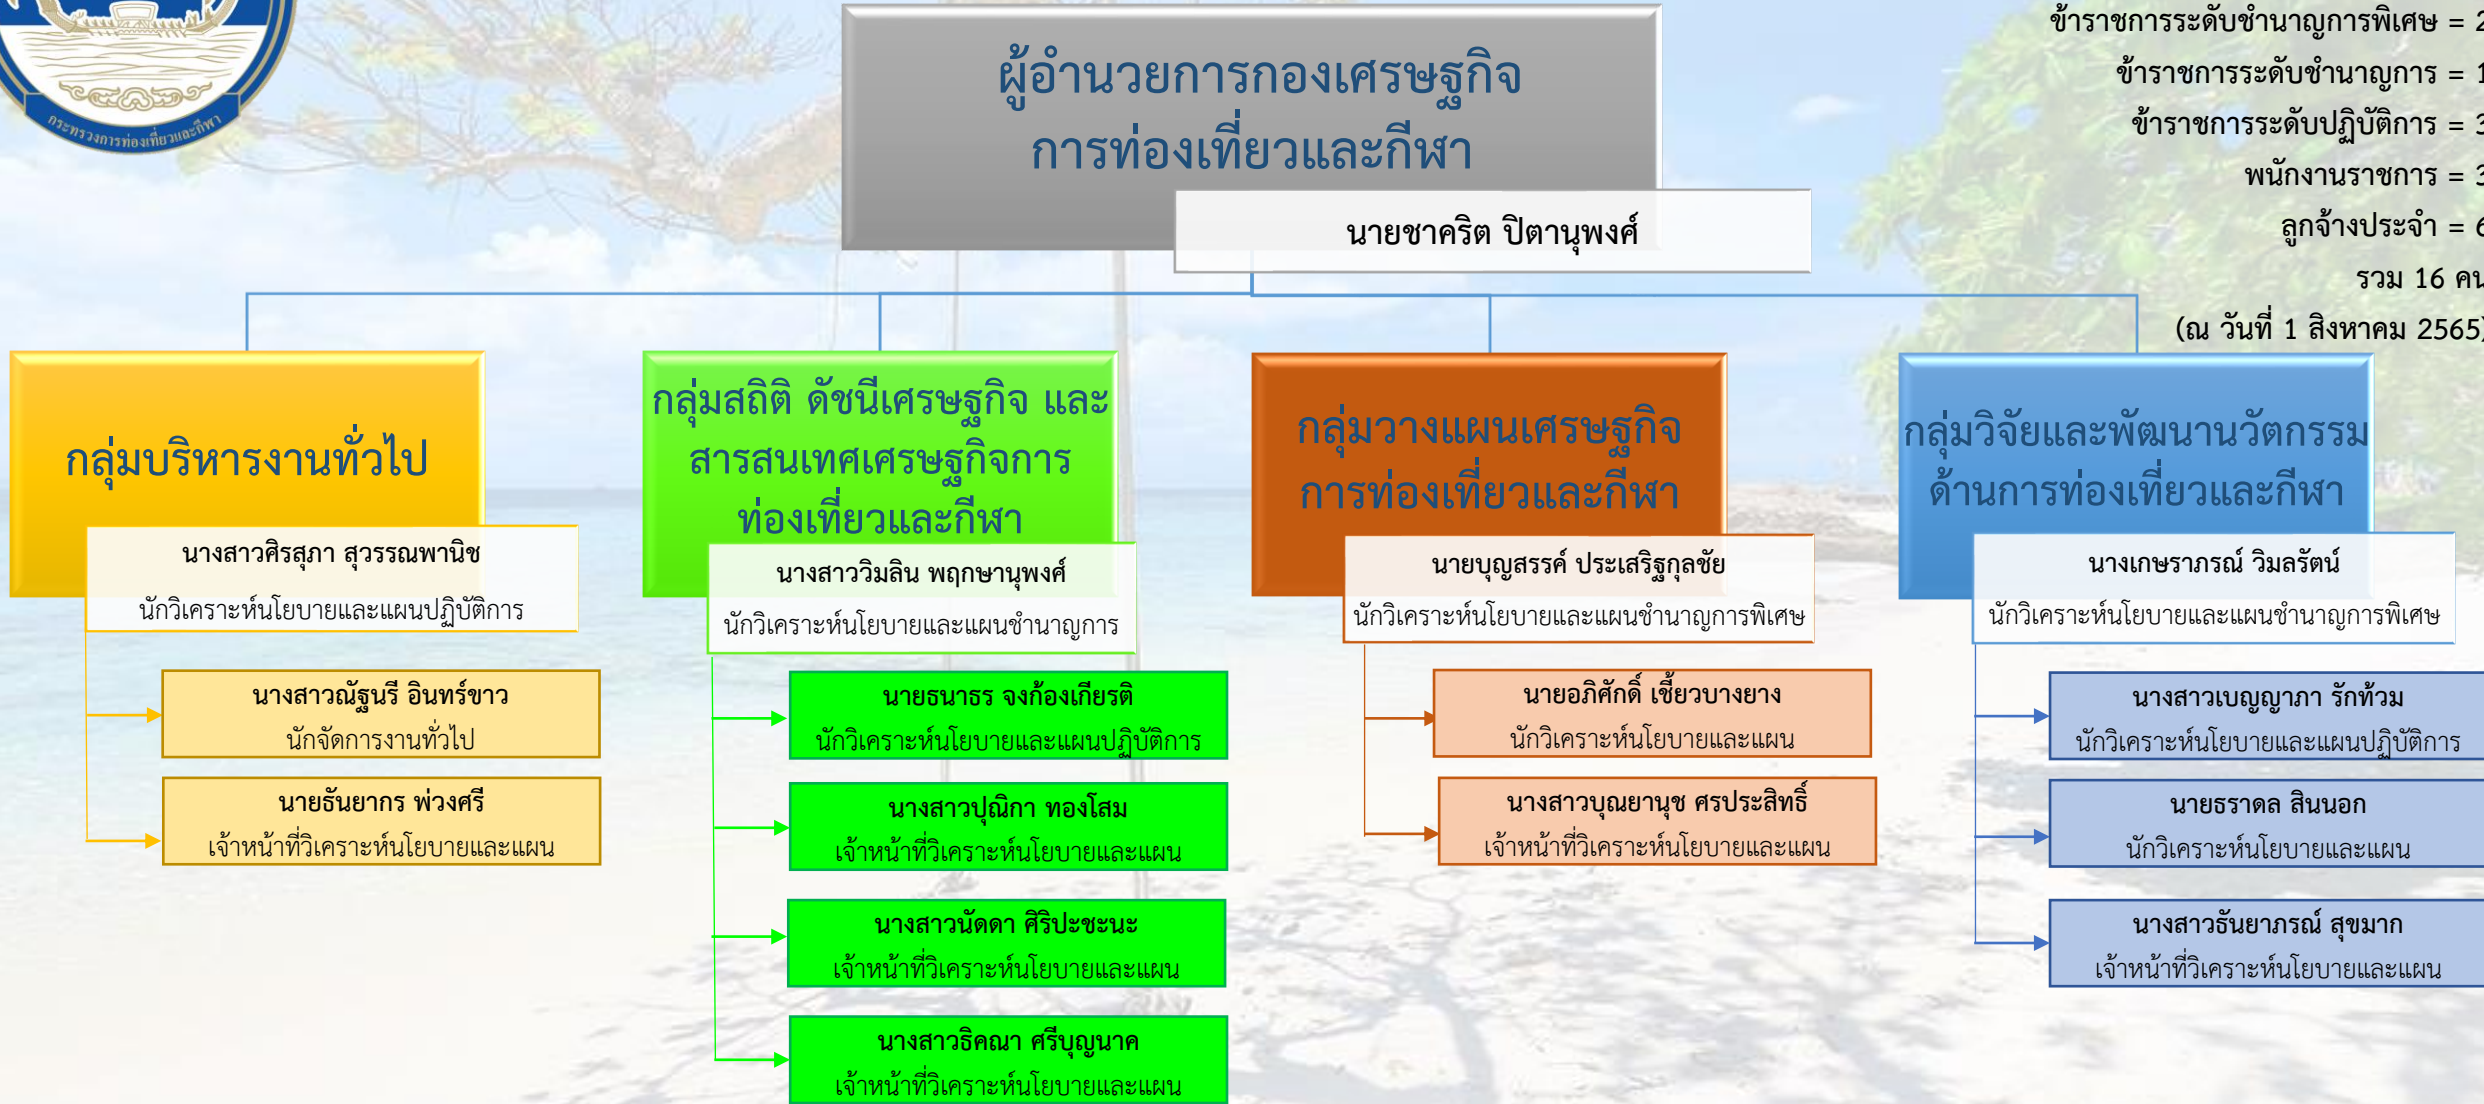 กระทรวงการท่องเที่ยวและกีฬา
ผู้อำนวยการกองเศรษฐกิจ
การท่องเที่ยวและกีฬา
นายชาคริต ปิตานุพงศ์
ข้าราชการระดับชำนาญการพิเศษ = 2
ข้าราชการระดับชำนาญการ = 1
ข้าราชการระดับปฏิบัติการ = 3
พนักงานราชการ = 3
ลูกจ้างประจำ = 6
รวม 16 คน
(ณ วันที่ 1 สิงหาคม 2565)
กลุ่มบริหารงานทั่วไป
นางสาวศิรสุภา สุวรรณพานิช
นักวิเคราะห์นโยบายและแผนปฏิบัติการ
นางสาวณัฐนรี อินทร์ขาว
นักจัดการงานทั่วไป
นายธันยากร พ่วงศรี
เจ้าหน้าที่วิเคราะห์นโยบายและแผน
กลุ่มสถิติ ดัชนีเศรษฐกิจ และ
สารสนเทศเศรษฐกิจการ
ท่องเที่ยวและกีฬา
นางสาววิมลิน พฤกษานุพงศ์
นักวิเคราะห์นโยบายและแผนชำนาญการ
นายธนาธร จงก้องเกียรติ
นักวิเคราะห์นโยบายและแผนปฏิบัติการ
นางสาวปุณิกา ทองโสม
เจ้าหน้าที่วิเคราะห์นโยบายและแผน
นางสาวนัดดา ศิริปะชะนะ
เจ้าหน้าที่วิเคราะห์นโยบายและแผน
นางสาวธิคณา ศรีบุญนาค
เจ้าหน้าที่วิเคราะห์นโยบายและแผน
กลุ่มวางแผนเศรษฐกิจ
การท่องเที่ยวและกีฬา
นายบุญสรรค์ ประเสริฐกุลชัย
นักวิเคราะห์นโยบายและแผนชำนาญการพิเศษ
นายอภิศักดิ์ เชี้ยวบางยาง
นักวิเคราะห์นโยบายและแผน
นางสาวบุณยานุช ศรประสิทธิ์
เจ้าหน้าที่วิเคราะห์นโยบายและแผน
กลุ่มวิจัยและพัฒนานวัตกรรม
ด้านการท่องเที่ยวและกีฬา
นางเกษราภรณ์ วิมลรัตน์
นักวิเคราะห์นโยบายและแผนชำนาญการพิเศษ
นางสาวเบญญาภา รักท้วม
นักวิเคราะห์นโยบายและแผนปฏิบัติการ
นายธราดล สินนอก
นักวิเคราะห์นโยบายและแผน
นางสาวธันยาภรณ์ สุขมาก
เจ้าหน้าที่วิเคราะห์นโยบายและแผน